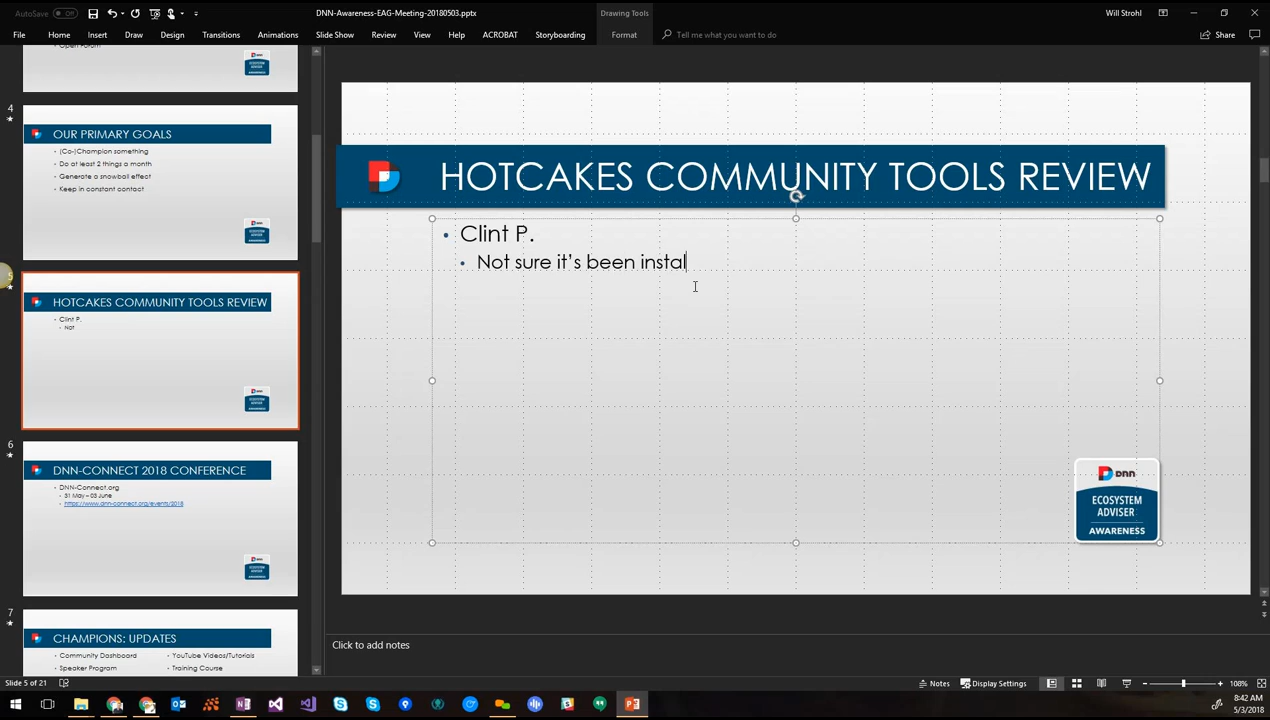 AutoSave
Off
DNN-Awareness-EAG-Meeting-20180503.pptx
Drawing Tools
Will Strohl
File
Home
Insert
Draw
Design
Transitions
Animations
Slide Show
Review
View
Help
ACROBAT
Storyboarding
Format
Tell me what you want to do
Share
Open Forum
4
OUR PRIMARY GOALS
(Co-)Champion something
Do at least 2 things a month
Generate a snowball effect
Keep in constant contact
5
HOTCAKES COMMUNITY TOOLS REVIEW
Clint P.
Not
6
DNN-CONNECT 2018 CONFERENCE
DNN-Connect.org
31 May – 03 June
https://www.dnn-connect.org/events/2018
7
CHAMPIONS: UPDATES
Community Dashboard
YouTube Videos/Tutorials
Speaker Program
Training Course
HOTCAKES COMMUNITY TOOLS REVIEW
Clint P.
Not sure it's been instal
dnn
ECOSYSTEM
ADVISER
AWARENESS
Click to add notes
Slide 5 of 21
Notes
Display Settings
108%
8:42 AM
5/3/2018